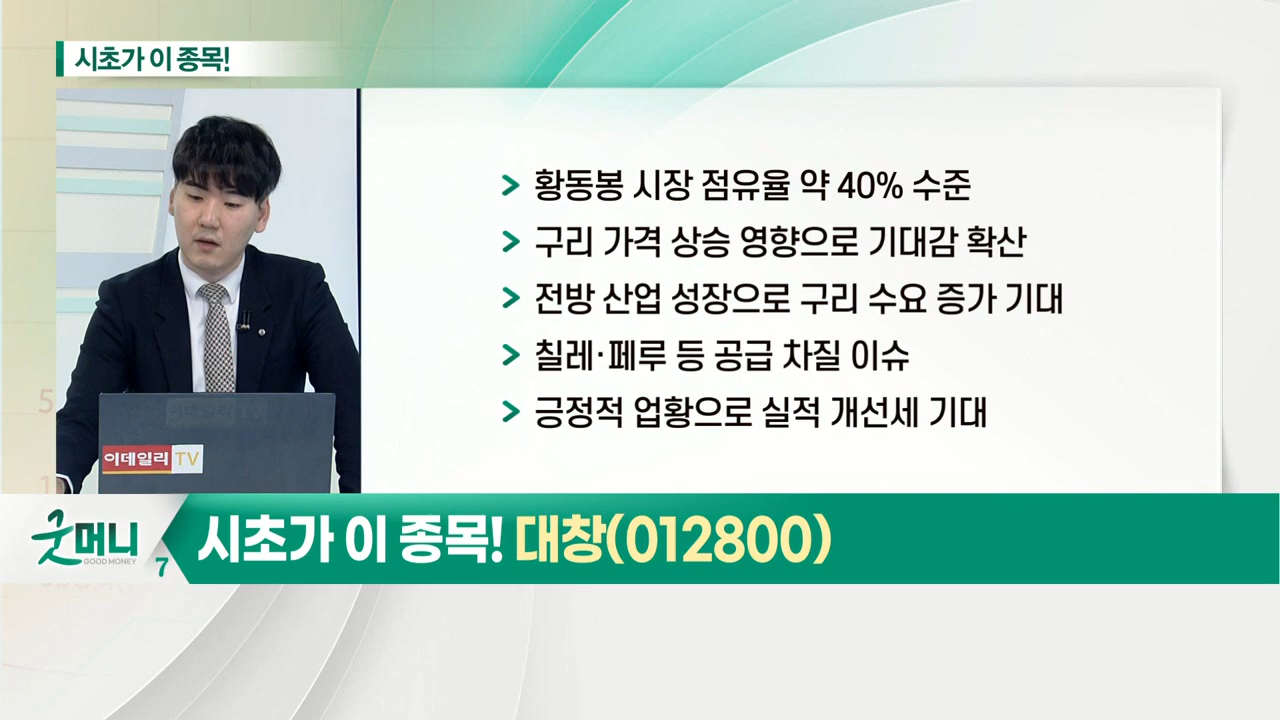 시초가 이 종목!
> 황동봉 시장 점유율 약 40% 수준
> 구리 가격 상승 영향으로 기대감 확산
> 전방 산업 성장으로 구리 수요 증가 기대
> 칠레·페루 등 공급 차질 이슈
> 긍정적 업황으로 실적 개선세 기대
이데일리 TV
굿머니
GOOD MONEY
7
시초가 이 종목! 대창(012800)